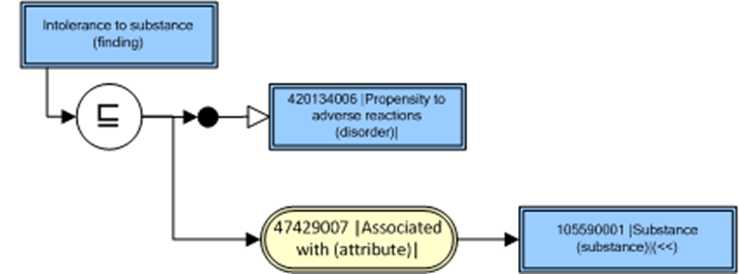 Intolerance to substance
(finding)
⊑
420134006 |Propensity to
adverse reactions
(disorder)|
47429007 |Associated
with (attribute)|
105590001 |Substance
(substance)|(<<)